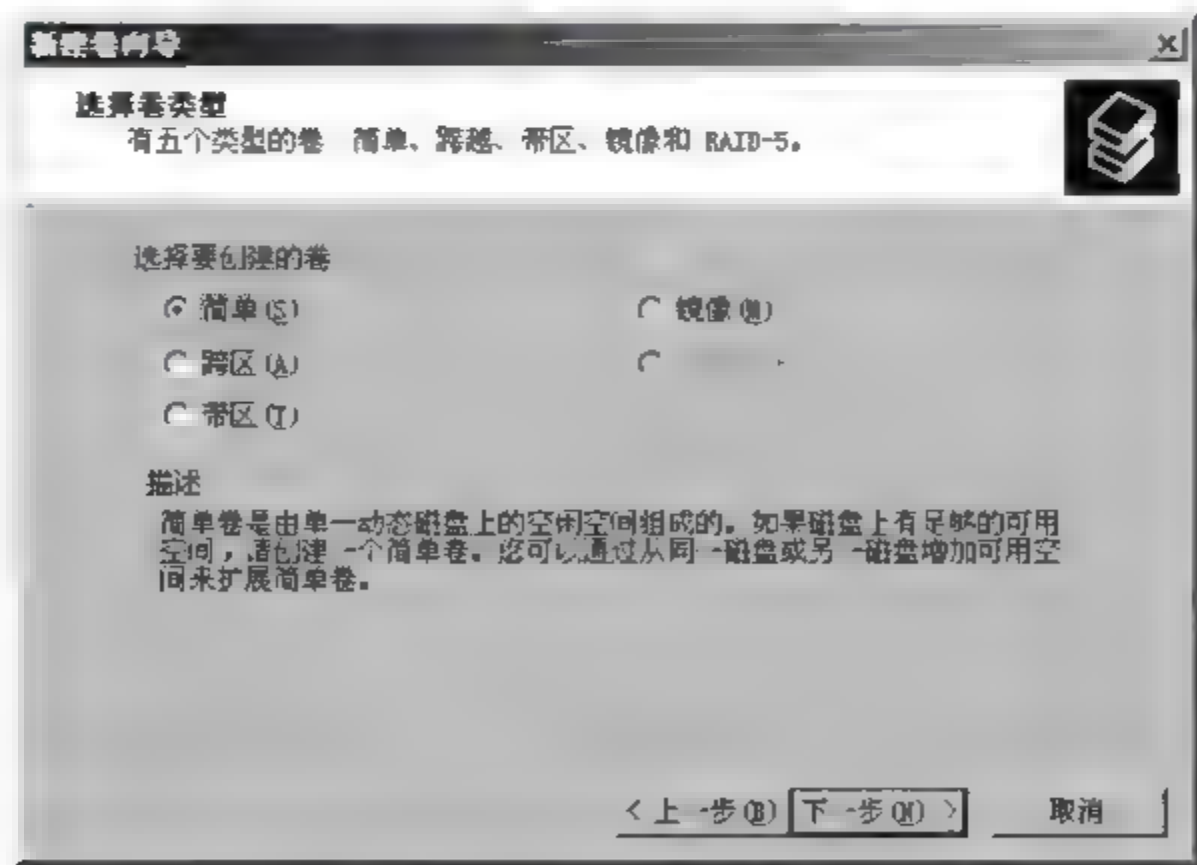 新建卷向导
选择卷类型
有五个类型的卷 简单、跨越、带区、镜像和 RAID-5。
选择要创建的卷
简单(S)
镜像(M)
跨区(A)
带区(T)
描述
简单卷是由单一动态磁盘上的空闲空间组成的。如果磁盘上有足够的可用
空间，请创建一个简单卷。您可以通过从同一磁盘或另一磁盘增加可用空
间来扩展简单卷。
< 上一步(B)
下一步(N) >
取消